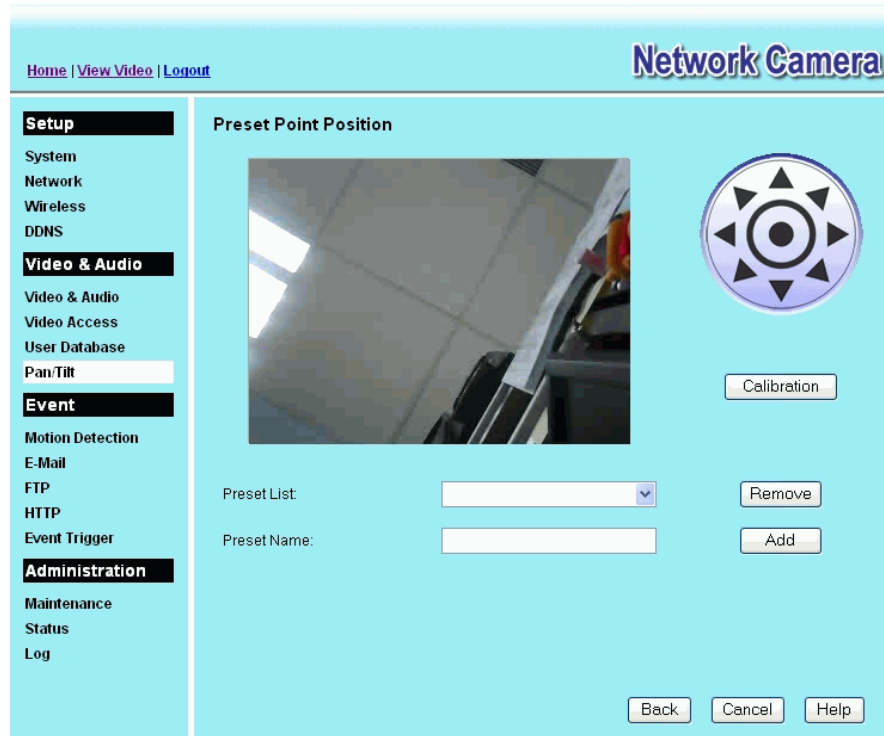 Home | View Video | Logout
Network Camera
Setup
System
Network
Wireless
DDNS
Video & Audio
Video & Audio
Video Access
User Database
Pan/Tilt
Event
Motion Detection
E-Mail
FTP
HTTP
Event Trigger
Administration
Maintenance
Status
Log
Preset Point Position
Calibration
Preset List:
Remove
Preset Name:
Add
Back
Cancel
Help